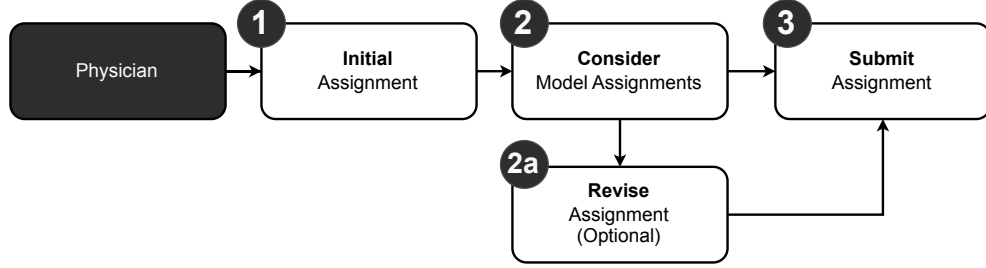 Physician
1
Initial
Assignment
2
Consider
Model Assignments
3
Submit
Assignment
2a
Revise
Assignment
(Optional)